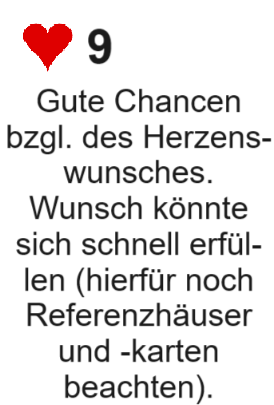 ♥ 9
Gute Chancen
bzgl. des Herzens-
wunsches.
Wunsch könnte
sich schnell erfül-
len (hierfür noch
Referenzhäuser
und -karten
beachten).